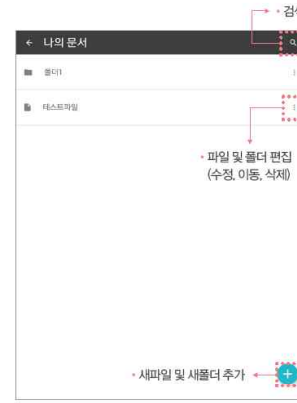 • 검색
← 나의 문서
폴더1
테스트파일
• 파일 및 폴더 편집
(수정, 이동, 삭제)
• 새파일 및 새폴더 추가